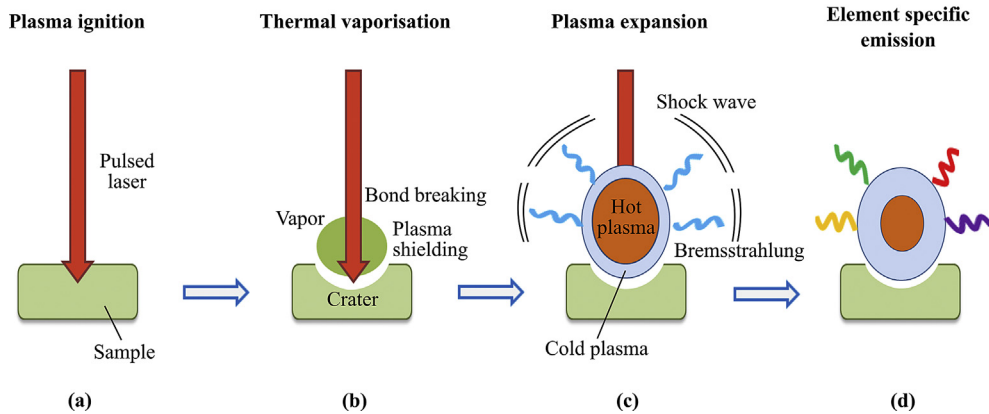 Plasma ignition
Thermal vaporisation
Plasma expansion
Element specific
emission
Pulsed
laser
Sample
Vapor
Bond breaking
Plasma
shielding
Crater
Shock wave
Hot
plasma
Bremsstrahlung
Cold plasma
(a)
(b)
(c)
(d)